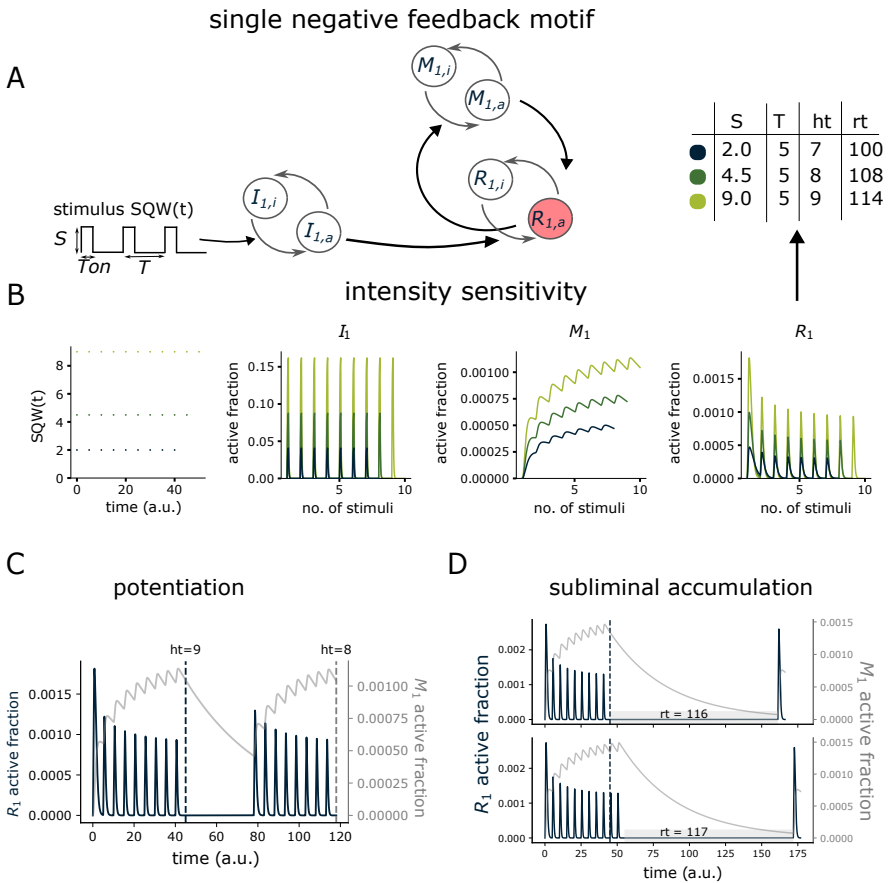 single negative feedback motif
A
M1,i
M1,a
R1,i
R1,a
I1,i
I1,a
stimulus SQW(t)
S
Ton
T
S T ht rt
2.0 5 7 100
4.5 5 8 108
9.0 5 9 114
B
intensity sensitivity
SQW(t)
8
6
4
2
0
0 20 40
time (a.u.)
I1
active fraction
0.15
0.10
0.05
0.00
5 10
no. of stimuli
M1
active fraction
0.00100
0.00075
0.00050
0.00025
0.00000
5 10
no. of stimuli
R1
active fraction
0.0015
0.0010
0.0005
0.0000
5 10
no. of stimuli
C
potentiation
ht=9
ht=8
R1 active fraction
0.0015
0.0010
0.0005
0.0000
0 20 40 60 80 100 120
time (a.u.)
0.00100
0.00075
0.00050
0.00025
0.00000
M1 active
fraction
D
subliminal accumulation
R1 active fraction
0.002
0.001
0.000
rt = 116
0.0015
0.0010
0.0005
0.0000
0.002
0.001
0.000
rt = 117
0.0015
0.0010
0.0005
0.0000
M1 active fraction
0 25 50 75 100 125 150 175
time (a.u.)